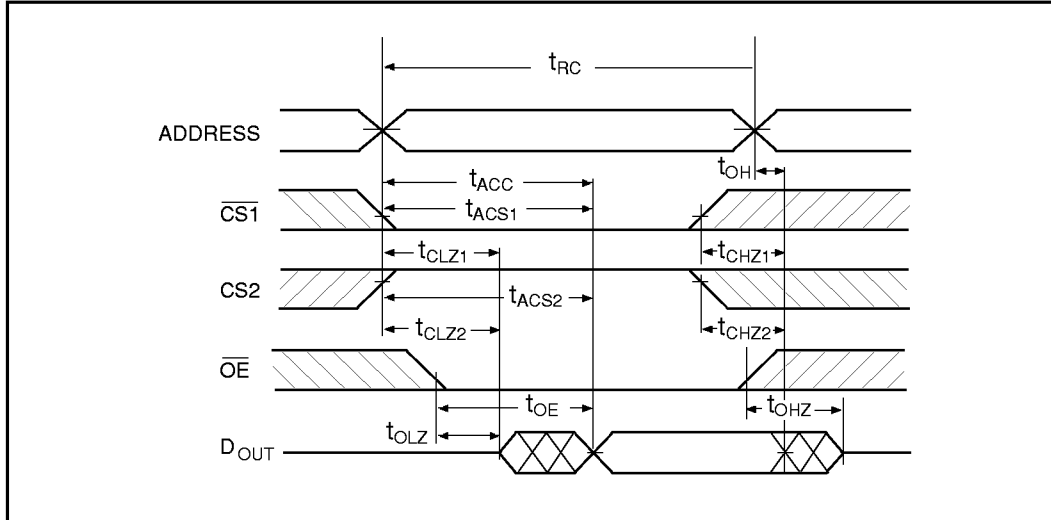 tRC
ADDRESS
tOH
tACC
CS1
tACS1
tCLZ1
tCHZ1
CS2
tACS2
tCLZ2
tCHZ2
OE
tOE
tOHZ
tOLZ
DOUT